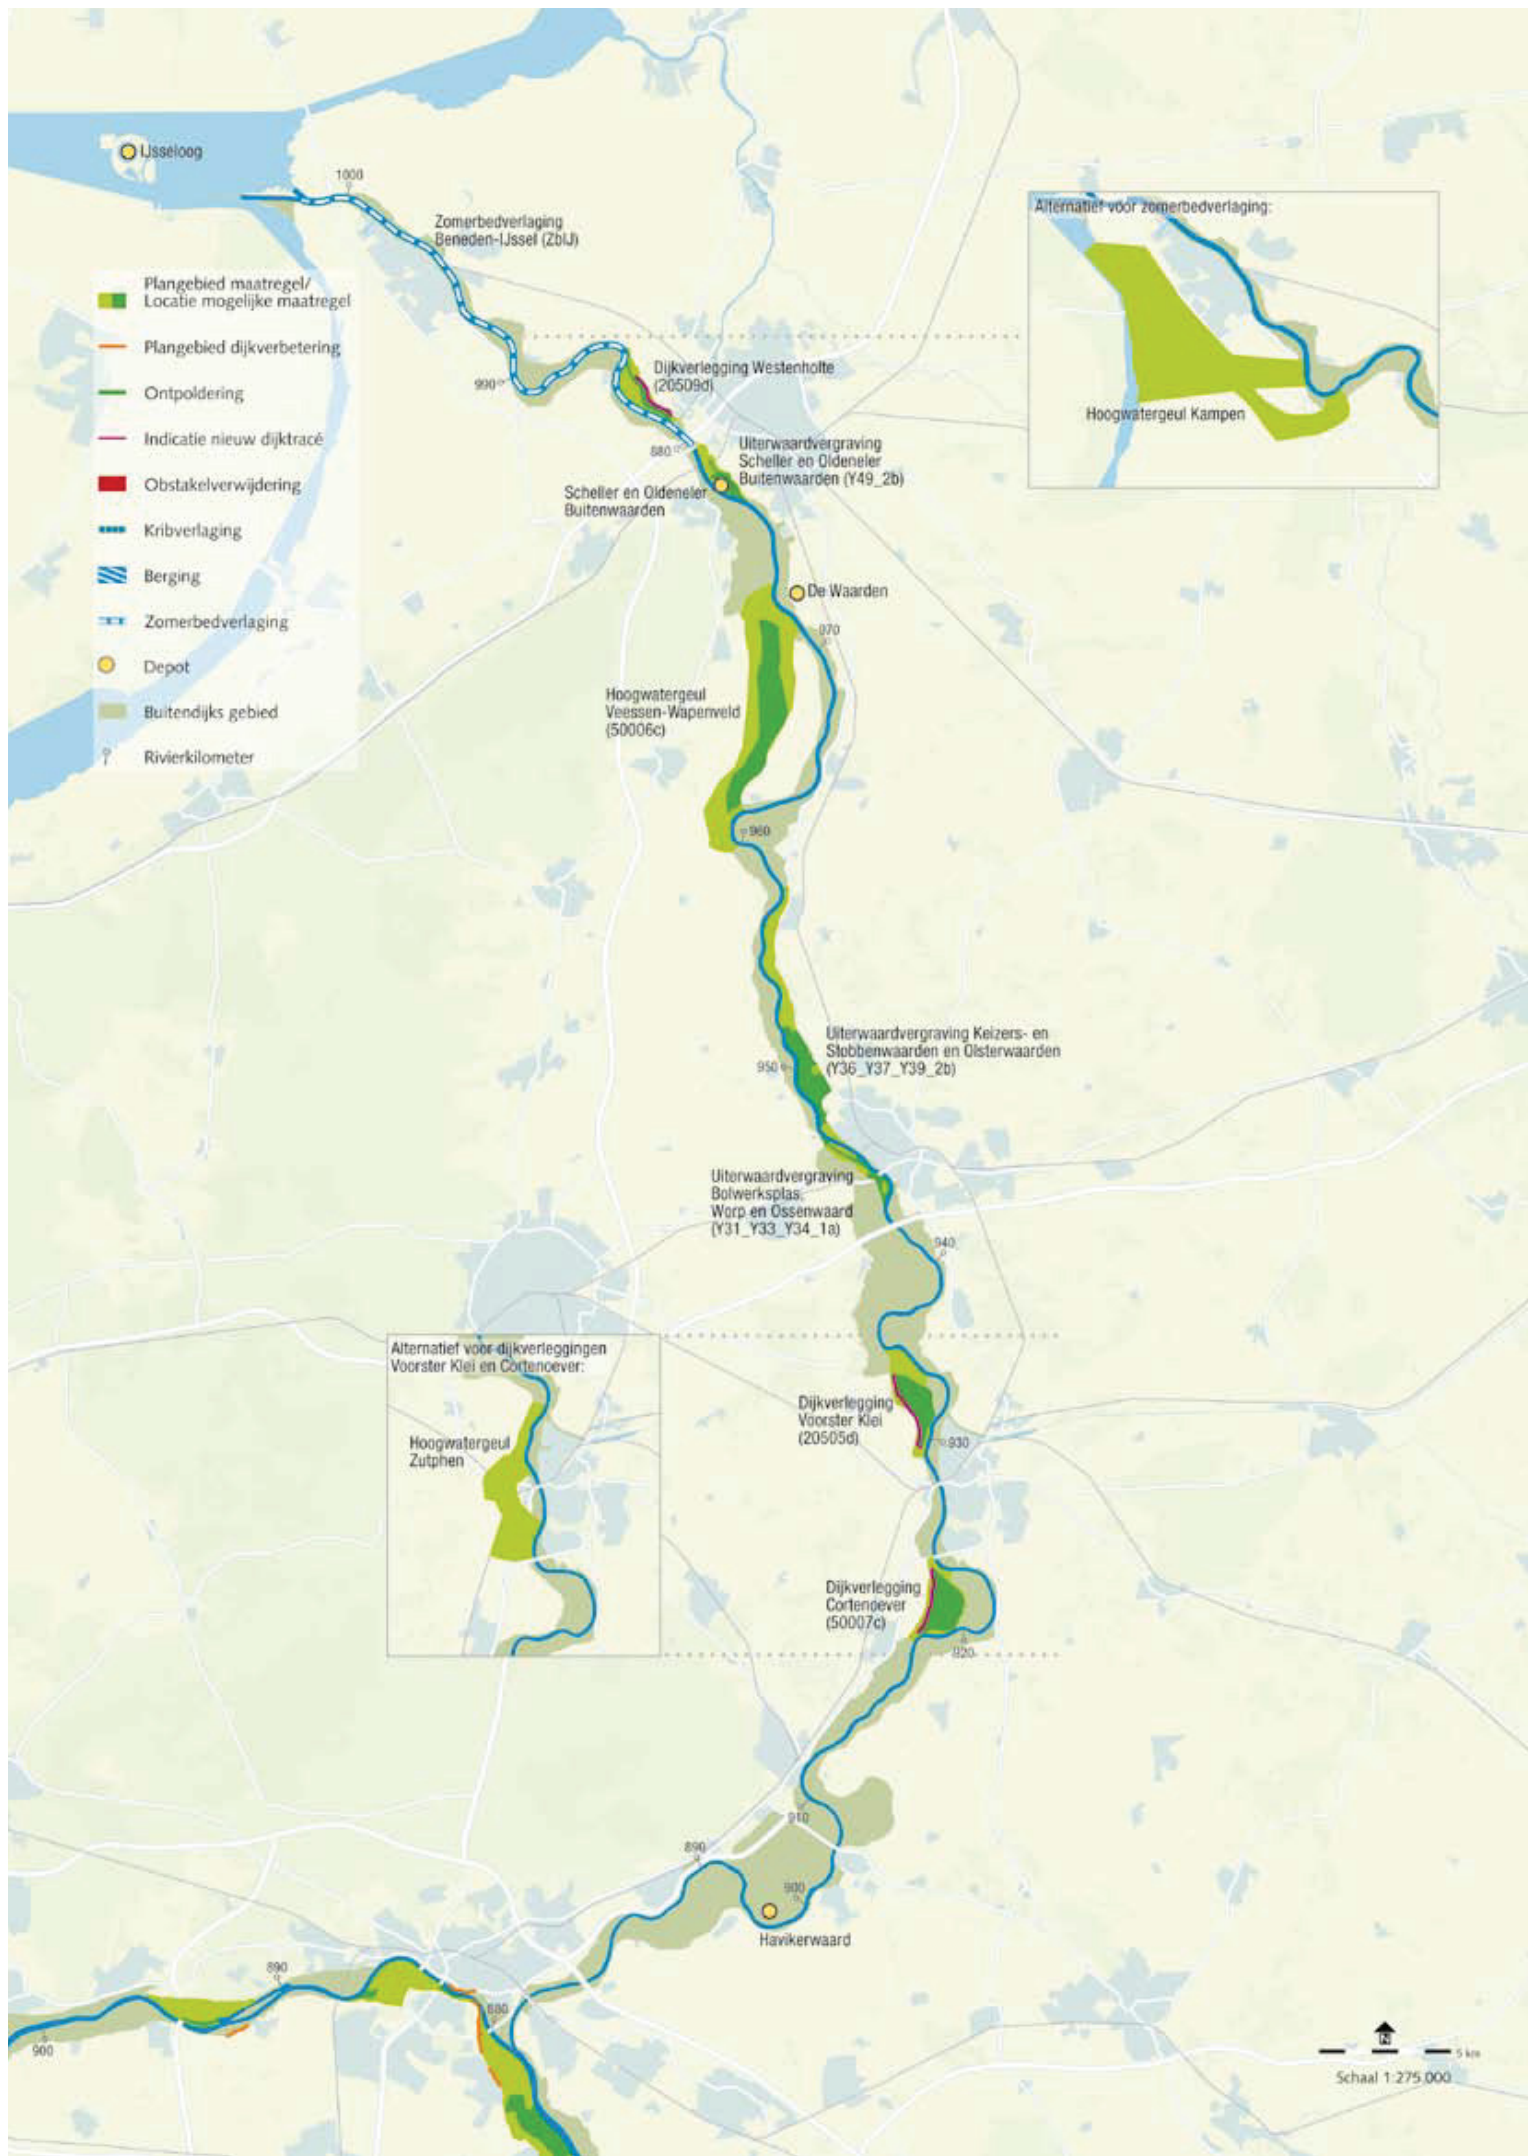 IJsseloog
1000
Zomerbedverlaging
Beneden-IJssel (ZbIJ)
Alternatief voor zomerbedverlaging:
Hoogwatergeul Kampen
Plangebied maatregel/
Locatie mogelijke maatregel
Plangebied dijkverbetering
Ontpoldering
Indicatie nieuw dijktracé
Obstakelverwijdering
Kribverlaging
Berging
Zomerbedverlaging
Depot
Buitendijks gebied
Rivierkilometer
990
Dijkverlegging Westenholte
(20509d)
880
Uiterwaardvergraving
Scheller en Oldeneler
Buitenwaarden (Y49_2b)
Scheller en Oldeneler
Buitenwaarden
De Waarden
970
Hoogwatergeul
Veessen-Wapenveld
(50006c)
960
Uiterwaardvergraving Keizers- en
Stobbenwaarden en Olsterwaarden
(Y36_Y37_Y39_2b)
950
Uiterwaardvergraving
Bolwerksplas,
Worp en Ossenwaard
(Y31_Y33_Y34_1a)
940
Alternatief voor dijkverleggingen
Voorster Klei en Cortenoever:
Hoogwatergeul
Zutphen
Dijkverlegging
Voorster Klei
(20505d)
930
Dijkverlegging
Cortenoever
(50007c)
920
910
890
900
Havikerwaard
890
880
900
N
5 km
Schaal 1:275.000